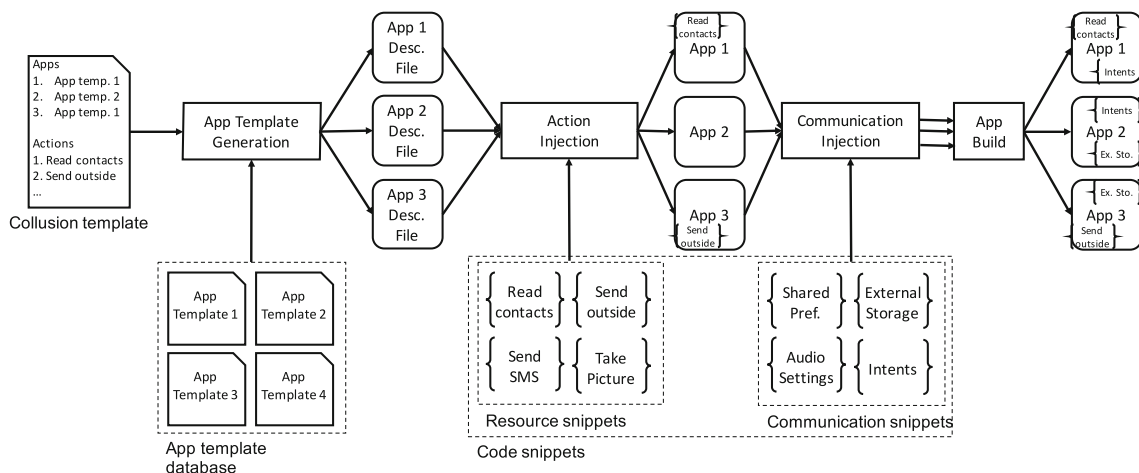 Apps
1. App temp. 1
2. App temp. 2
3. App temp. 1
Actions
1. Read contacts
2. Send outside
...
Collusion template
App Template
Generation
App 1
Desc.
File
App 2
Desc.
File
App 3
Desc.
File
Action
Injection
Read
contacts
App 1
App 2
App 3
Send
outside
Communication
Injection
App
Build
Read
contacts
App 1
Intents
Intents
App 2
Ex. Sto.
Ex. Sto.
App 3
Send
outside
App
Template 1
App
Template 2
App
Template 3
App
Template 4
App template
database
Read
contacts
Send
outside
Send
SMS
Take
Picture
Resource snippets
Shared
Pref.
External
Storage
Audio
Settings
Intents
Communication snippets
Code snippets